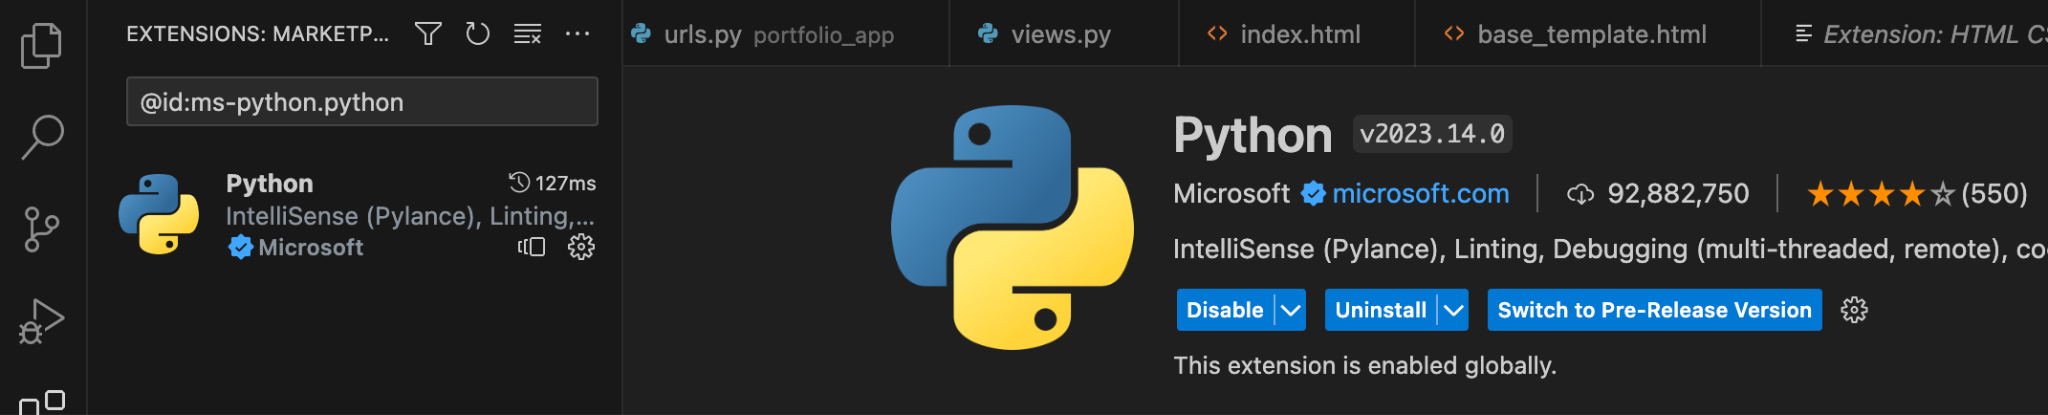 EXTENSIONS: MARKETP...
@id:ms-python.python
Python 127ms
IntelliSense (Pylance), Linting,...
Microsoft
urls.py portfolio_app views.py index.html base_template.html Extension: HTML CS
Python v2023.14.0
Microsoft microsoft.com 92,882,750 (550)
IntelliSense (Pylance), Linting, Debugging (multi-threaded, remote), co
Disable Uninstall Switch to Pre-Release Version
This extension is enabled globally.